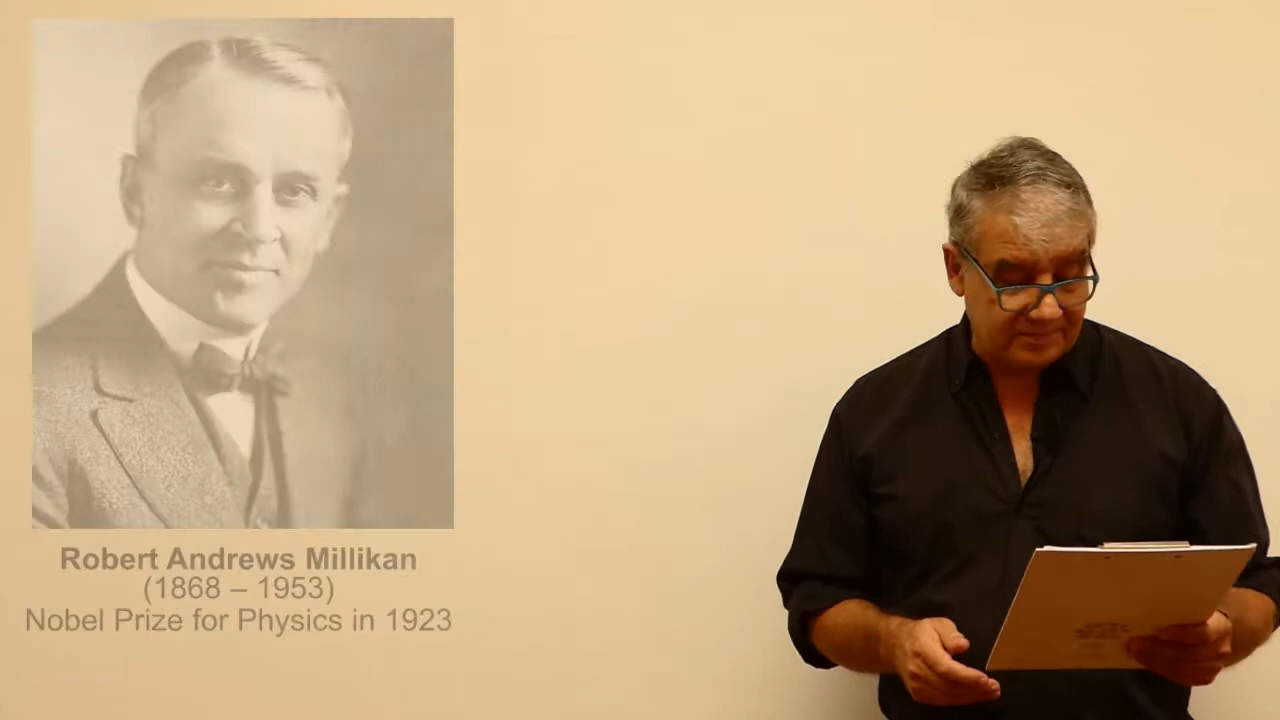 Robert Andrews Millikan
(1868 – 1953)
Nobel Prize for Physics in 1923